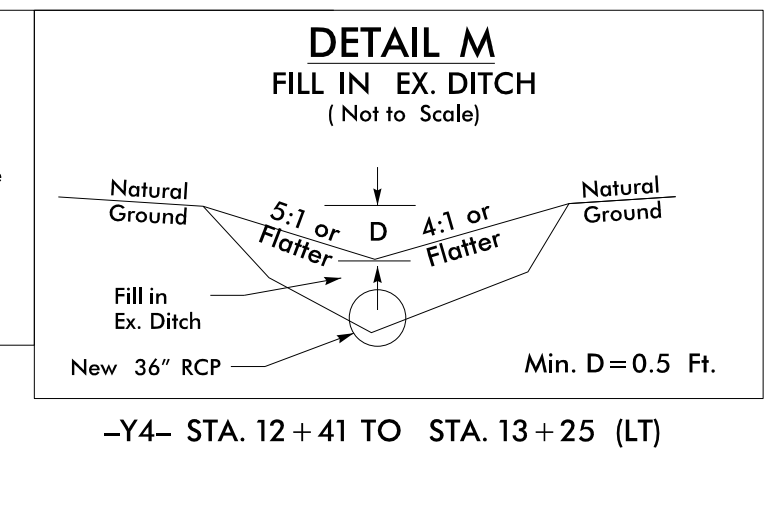 DETAIL M
FILL IN EX. DITCH
( Not to Scale)
Natural
Ground
5:1 or
Flatter
D
4:1 or
Flatter
Natural
Ground
Fill in
Ex. Ditch
New 36" RCP
Min. D=0.5 Ft.
-Y4- STA. 12+41 TO STA. 13+25 (LT)